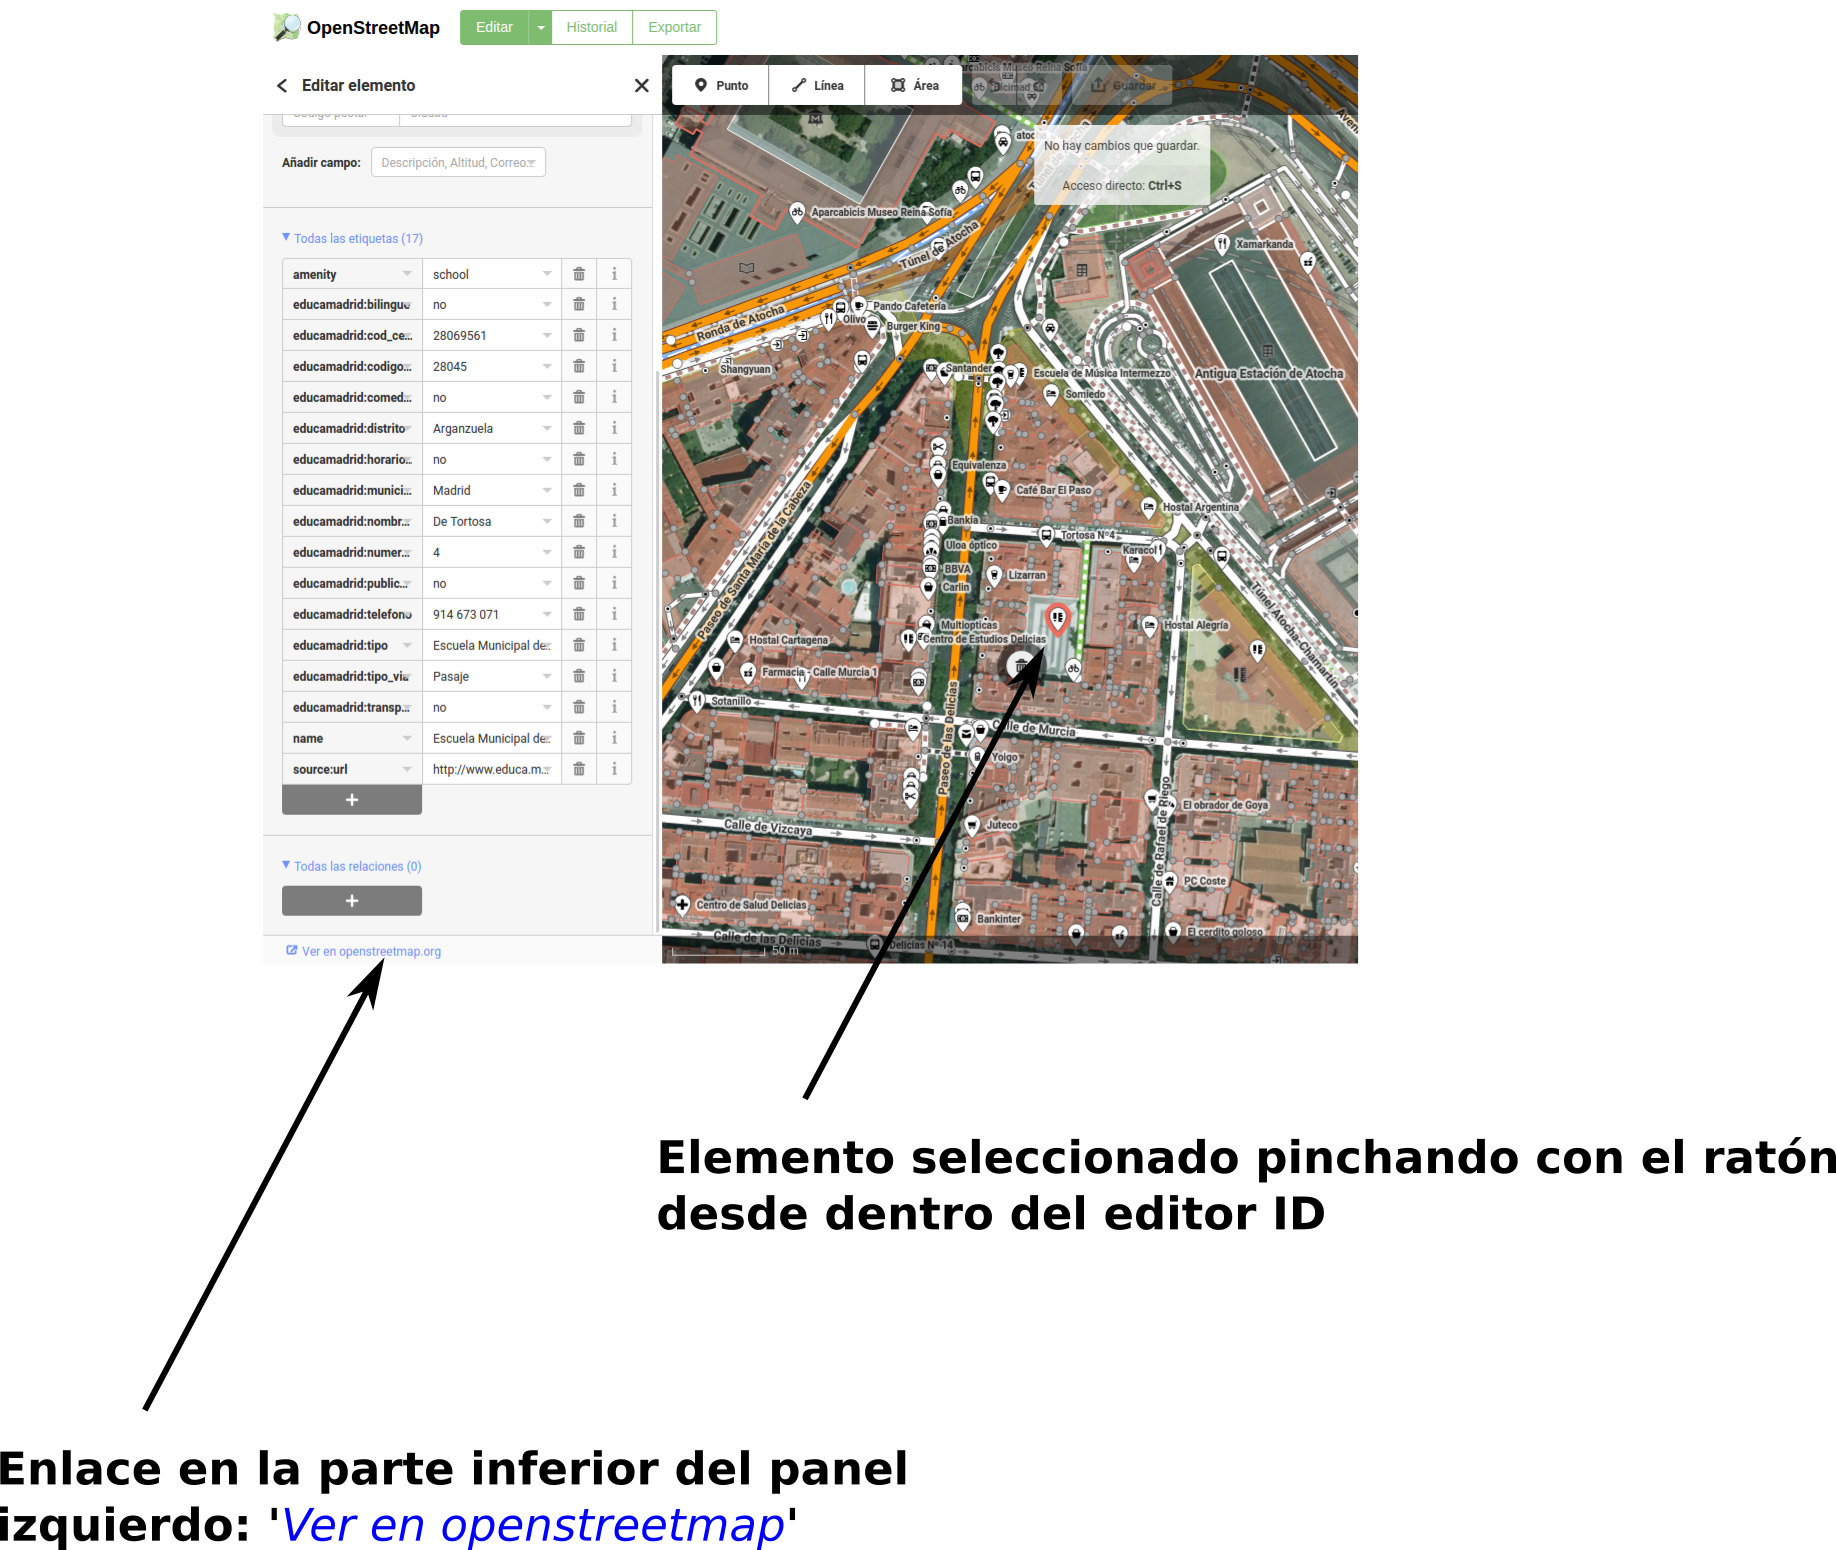 OpenStreetMap
Editar
Historial
Exportar
Editar elemento
Punto
Línea
Área
Guardar
No hay cambios que guardar.
Acceso directo: Ctrl+S
Añadir campo:
Descripción, Altitud, Correo...
Todas las etiquetas (17)
amenity school
educamadrid:bilingue no
educamadrid:cod_ce... 28069561
educamadrid:codigo... 28045
educamadrid:comed... no
educamadrid:distrito Arganzuela
educamadrid:horario... no
educamadrid:munici... Madrid
educamadrid:nombr... De Tortosa
educamadrid:numer... 4
educamadrid:public... no
educamadrid:telefono 914 673 071
educamadrid:tipo Escuela Municipal de...
educamadrid:tipo_via Pasaje
educamadrid:transp... no
name Escuela Municipal de...
source:url http://www.educa.m...
+
Todas las relaciones (0)
+
Ver en openstreetmap.org
Aparcabicis Museo Reina Sofía
Túnel de Atocha
Xamarkanda
Ronda de Atocha
Pando Cafetería
Olivo
Burger King
Shangyuan
Santander
Escuela de Música Intermezzo
Antigua Estación de Atocha
Somiedo
Equivalenza
Café Bar El Paso
Hostal Argentina
Paseo de Santa María de la Cabeza
Bankia
Tortosa Nº4
Karacol
Uloa óptico
BBVA
Lizarran
Carlin
Multiopticas
Hostal Alegría
Túnel Atocha-Chamartín
Hostal Cartagena
Centro de Estudios Delicias
Farmacia - Calle Murcia 1
Sotanillo
Calle de Murcia
Paseo de las Delicias
Yoigo
El obrador de Goya
Calle de Vizcaya
Juteco
Calle de Rafael de Riego
PC Coste
Centro de Salud Delicias
Bankinter
El cerdito goloso
Calle de las Delicias
Delicias Nº 14
50 m
Elemento seleccionado pinchando con el ratón
desde dentro del editor ID
Enlace en la parte inferior del panel
izquierdo: 'Ver en openstreetmap'